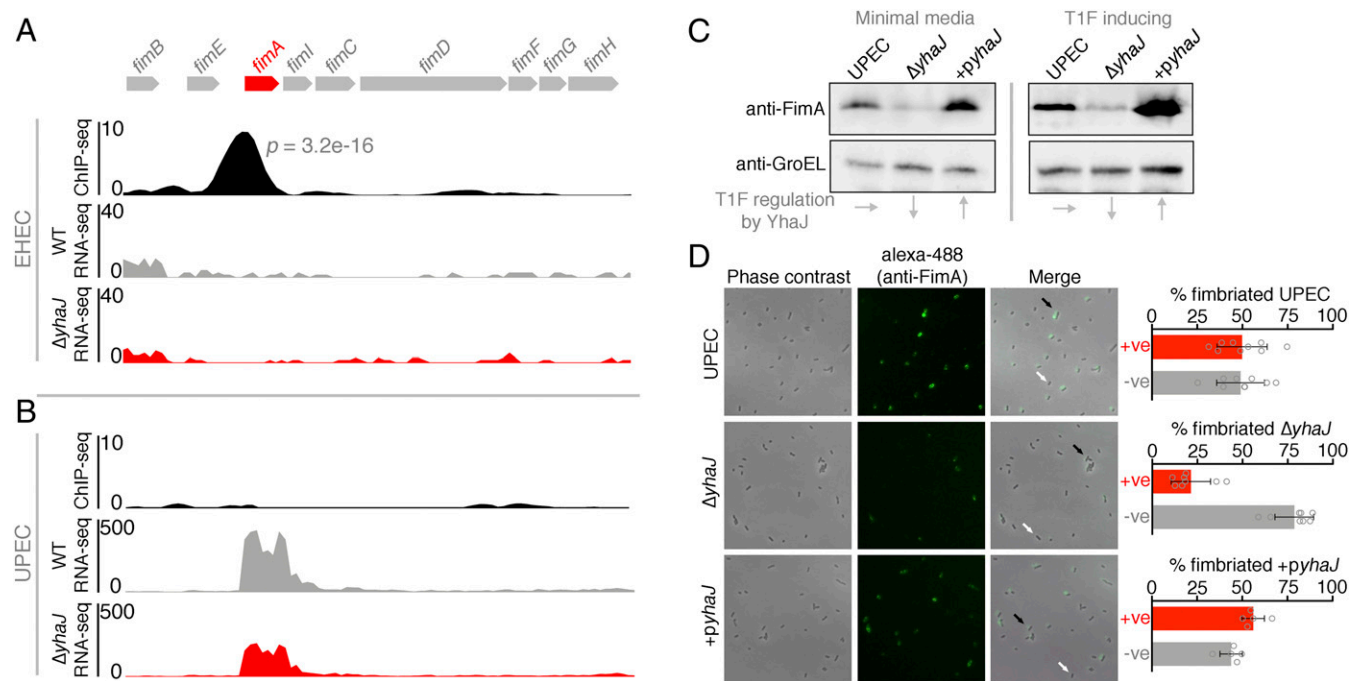 A
fimB
fimE
fimA
fimI
fimC
fimD
fimF
fimG
fimH
EHEC
ChIP-seq
10
0
p = 3.2e-16
WT
RNA-seq
40
0
ΔyhaJ
RNA-seq
40
0
B
UPEC
ChIP-seq
10
0
WT
RNA-seq
500
0
ΔyhaJ
RNA-seq
500
0
C
Minimal media
T1F inducing
UPEC
ΔyhaJ
+pyhaJ
UPEC
ΔyhaJ
+pyhaJ
anti-FimA
anti-GroEL
T1F regulation
by YhaJ
→
↓
↑
→
↓
↑
D
Phase contrast
alexa-488
(anti-FimA)
Merge
UPEC
ΔyhaJ
+pyhaJ
% fimbriated UPEC
0 25 50 75 100
+ve
-ve
% fimbriated ΔyhaJ
0 25 50 75 100
+ve
-ve
% fimbriated +pyhaJ
0 25 50 75 100
+ve
-ve